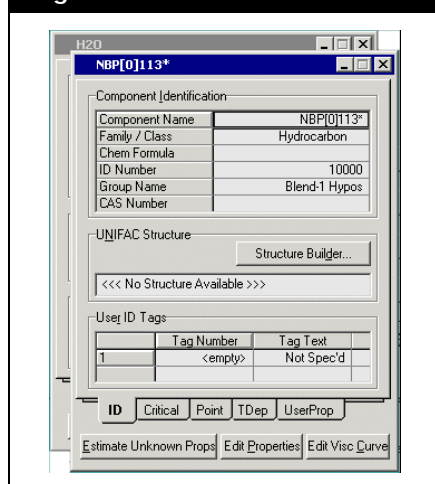 H2O
NBP[0]113*
Component Identification
Component Name NBP[0]113*
Family / Class Hydrocarbon
Chem Formula
ID Number 10000
Group Name Blend-1 Hypos
CAS Number
UNIFAC Structure
Structure Builder...
<<< No Structure Available >>>
User ID Tags
Tag Number Tag Text
1 <empty> Not Spec'd
ID Critical Point TDep UserProp
Estimate Unknown Props Edit Properties Edit Visc Curve